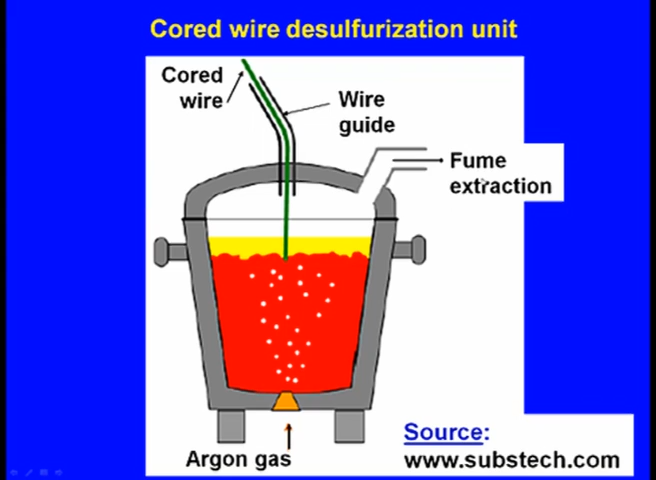 Cored wire desulfurization unit
Cored
wire
Wire
guide
Fume
extraction
Argon gas
Source:
www.substech.com